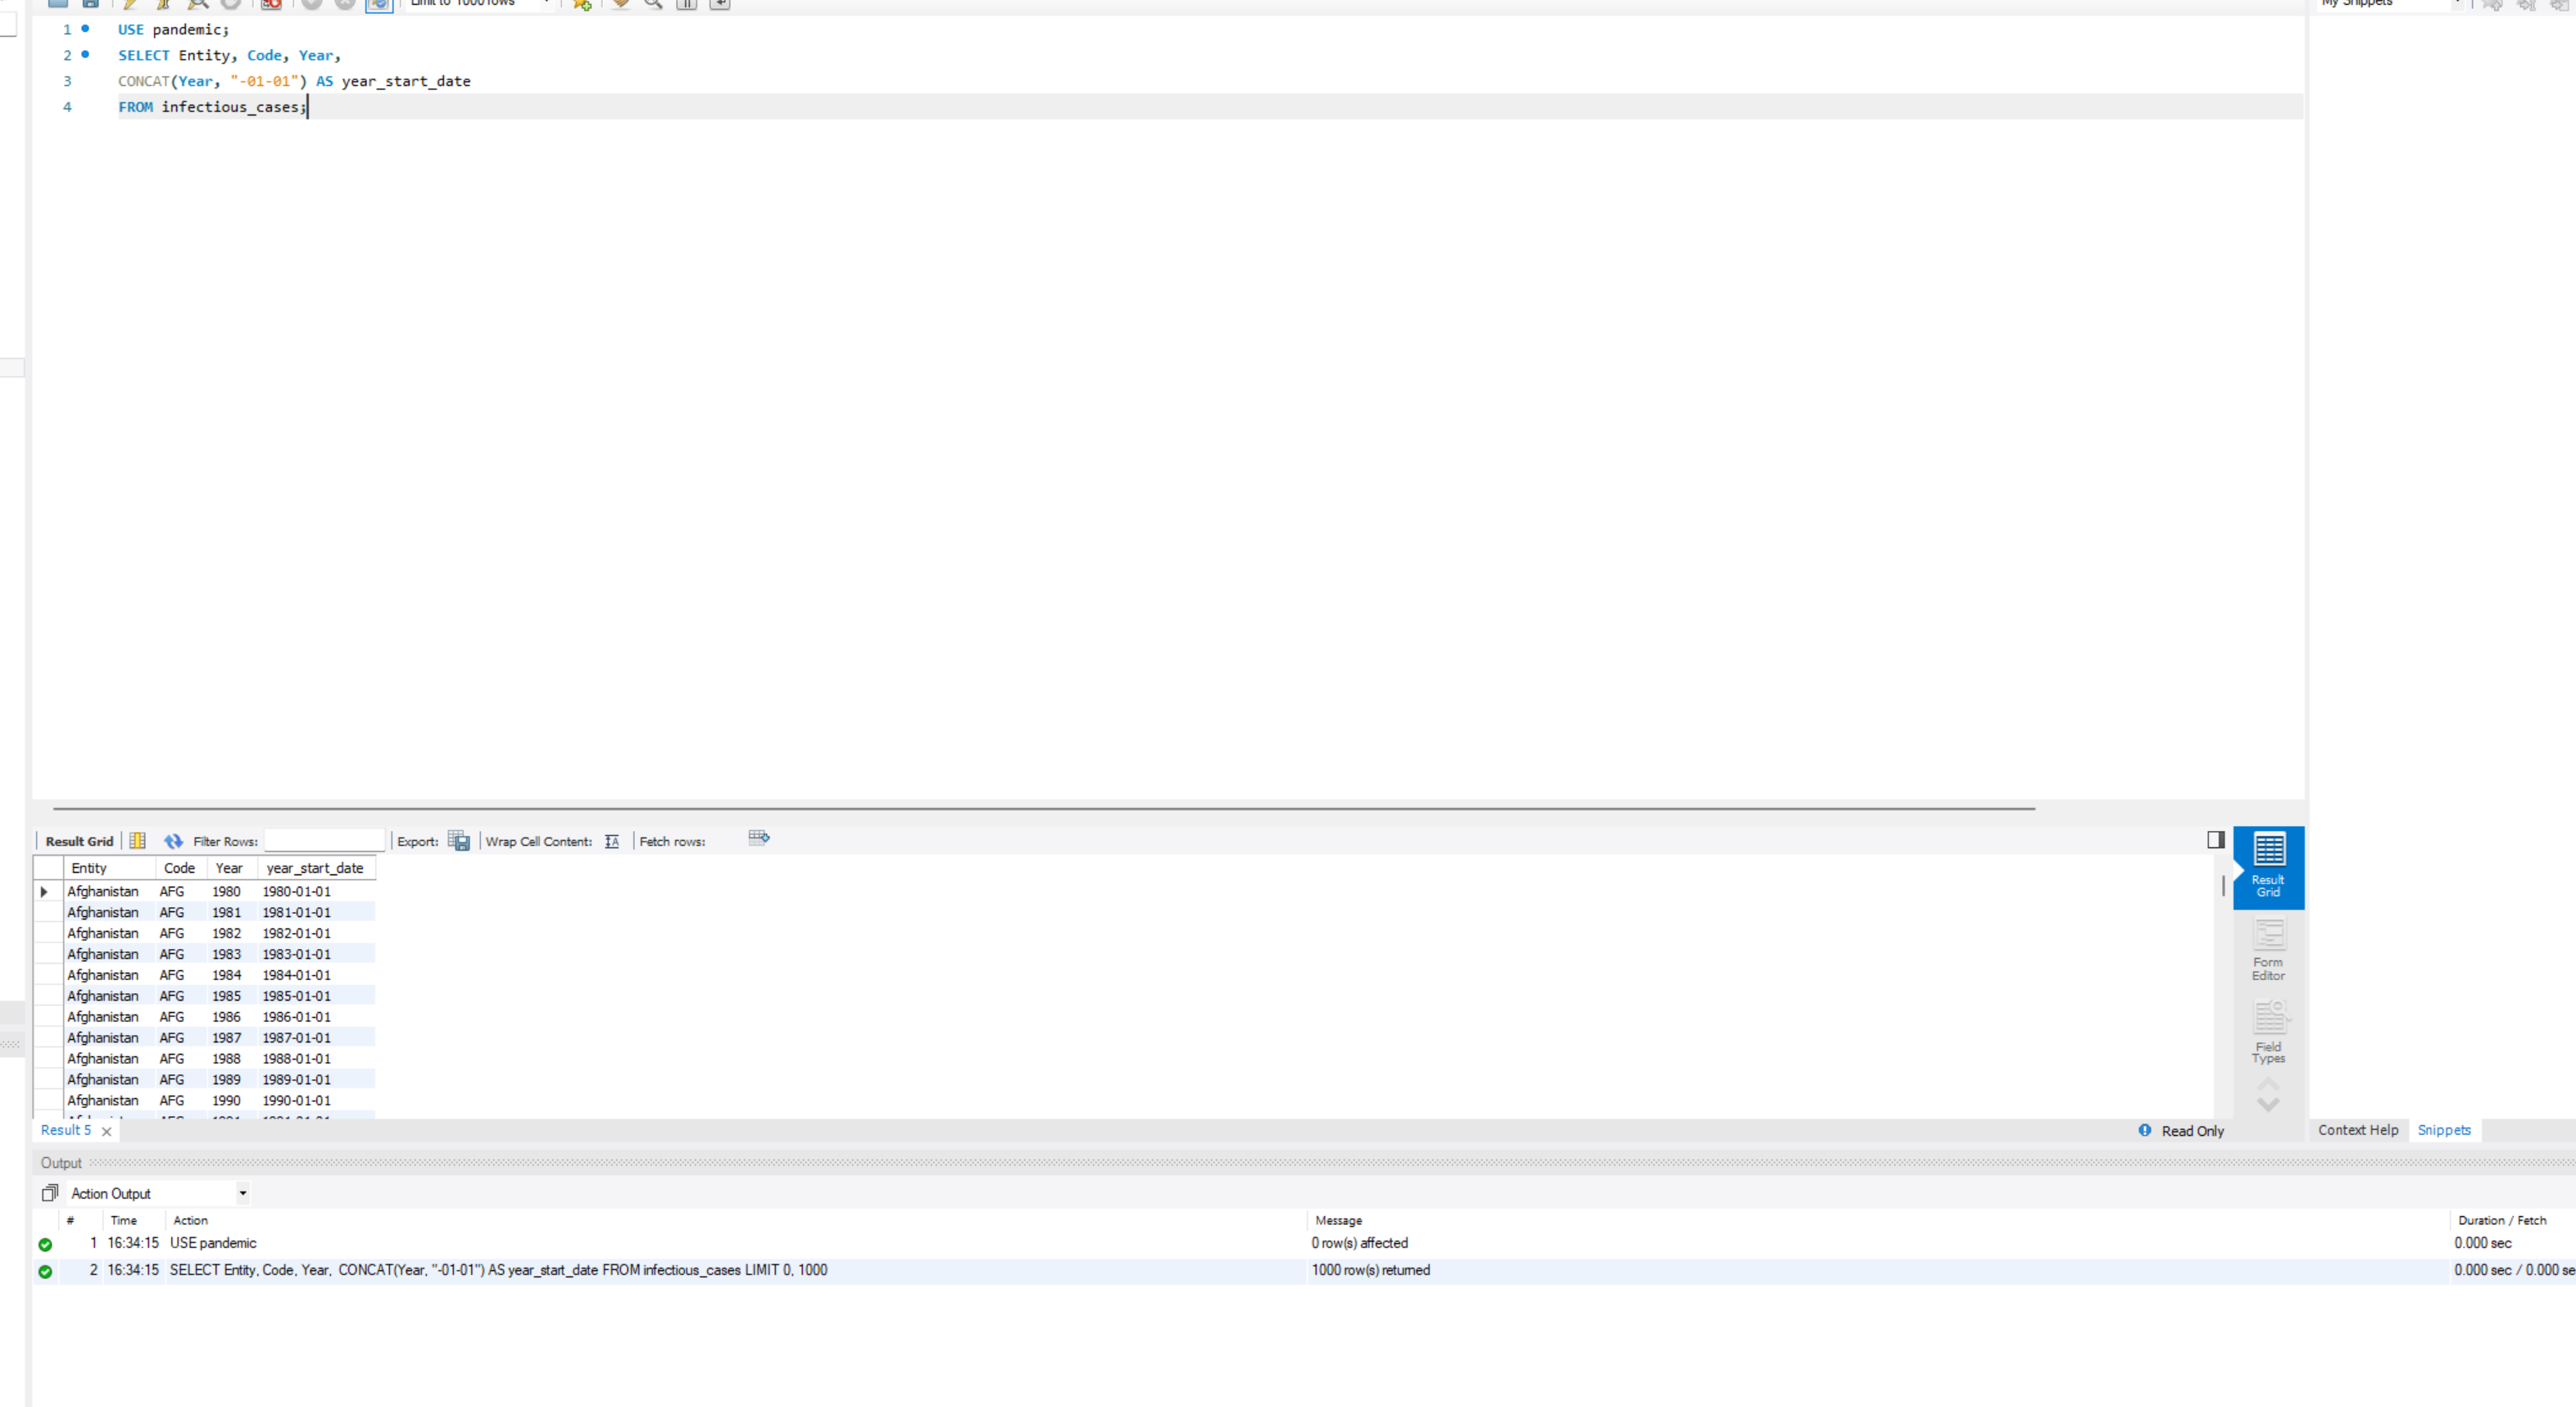 Limit to 1000 rows
My Snippets
1 USE pandemic;
2 SELECT Entity, Code, Year,
3 CONCAT(Year, "-01-01") AS year_start_date
4 FROM infectious_cases;
Result Grid Filter Rows: Export: Wrap Cell Content: Fetch rows:
Entity Code Year year_start_date
Afghanistan AFG 1980 1980-01-01
Afghanistan AFG 1981 1981-01-01
Afghanistan AFG 1982 1982-01-01
Afghanistan AFG 1983 1983-01-01
Afghanistan AFG 1984 1984-01-01
Afghanistan AFG 1985 1985-01-01
Afghanistan AFG 1986 1986-01-01
Afghanistan AFG 1987 1987-01-01
Afghanistan AFG 1988 1988-01-01
Afghanistan AFG 1989 1989-01-01
Afghanistan AFG 1990 1990-01-01
Result
Grid
Form
Editor
Field
Types
Result 5
Read Only
Context Help Snippets
Output
Action Output
# Time Action Message Duration / Fetch
1 16:34:15 USE pandemic 0 row(s) affected 0.000 sec
2 16:34:15 SELECT Entity, Code, Year, CONCAT(Year, "-01-01") AS year_start_date FROM infectious_cases LIMIT 0, 1000 1000 row(s) returned 0.000 sec / 0.000 se